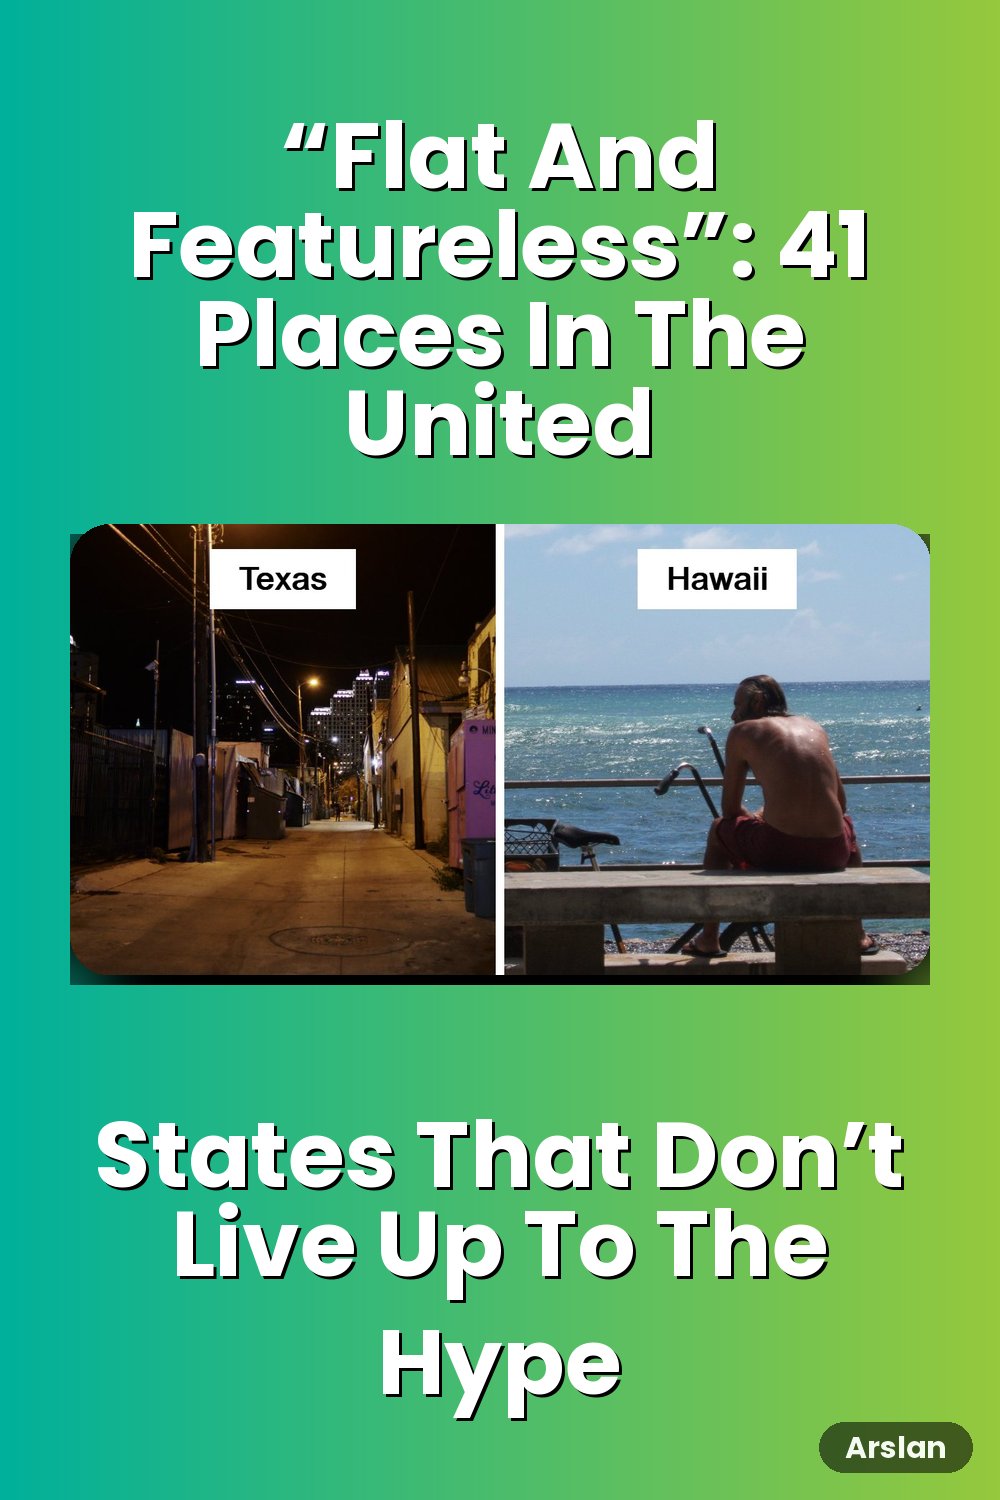 “Flat And
Featureless”: 41
Places In The
United
Texas
Hawaii
States That Don’t
Live Up To The
Hype
Arslan